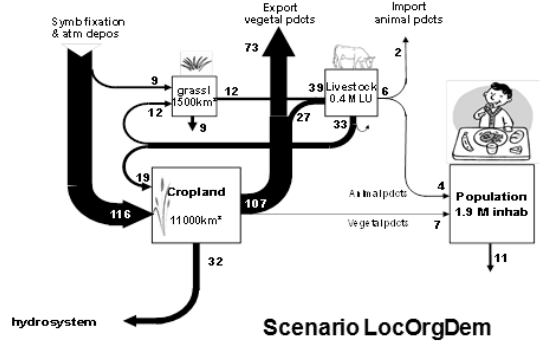 Symb fixation
& atm depos
Export
vegetal pdcts
Import
animal pdcts
73
2
9
grassl
1500km²
12
12
9
39
Livestock
0.4 M LU
6
27
33
19
Cropland
11000km²
116
107
Animal pdcts
4
Vegetal pdcts
7
Population
1.9 M inhab
32
11
hydrosystem
Scenario LocOrgDem